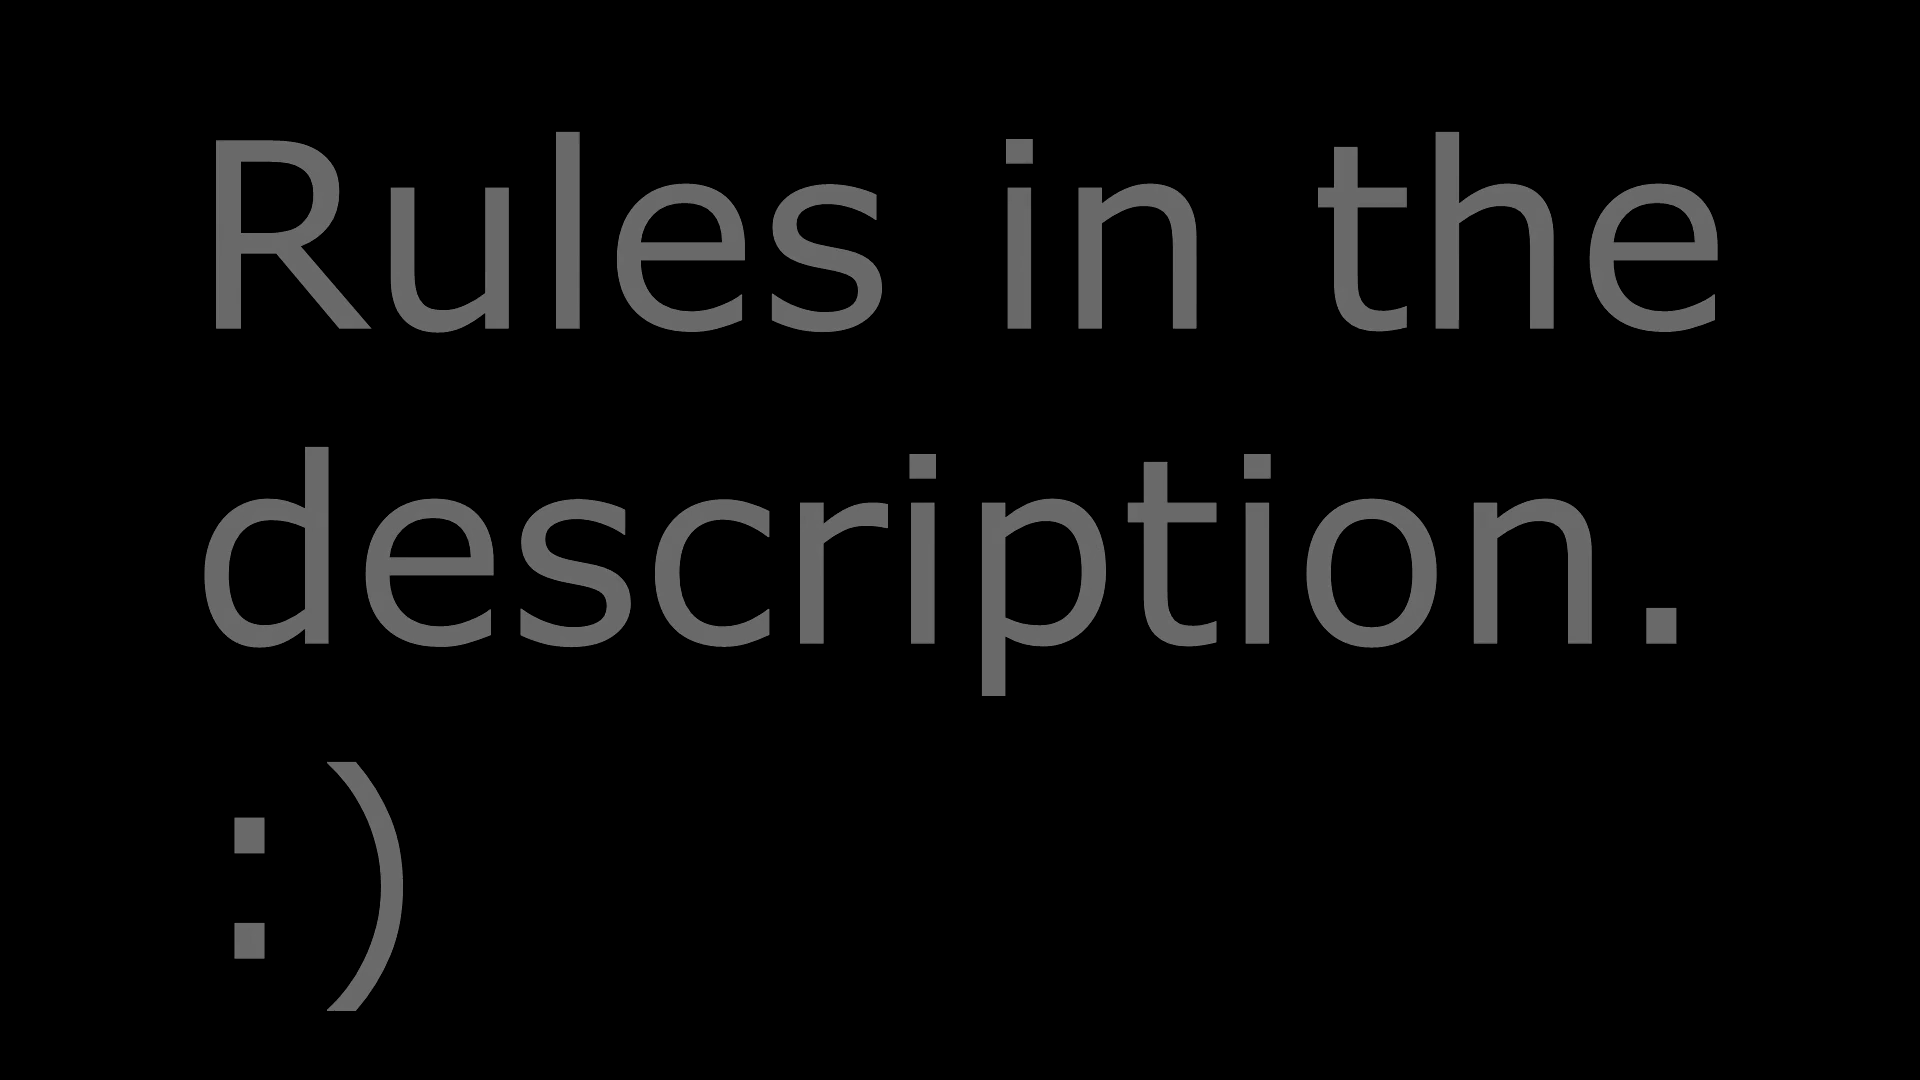 Rules in the
description.
:)